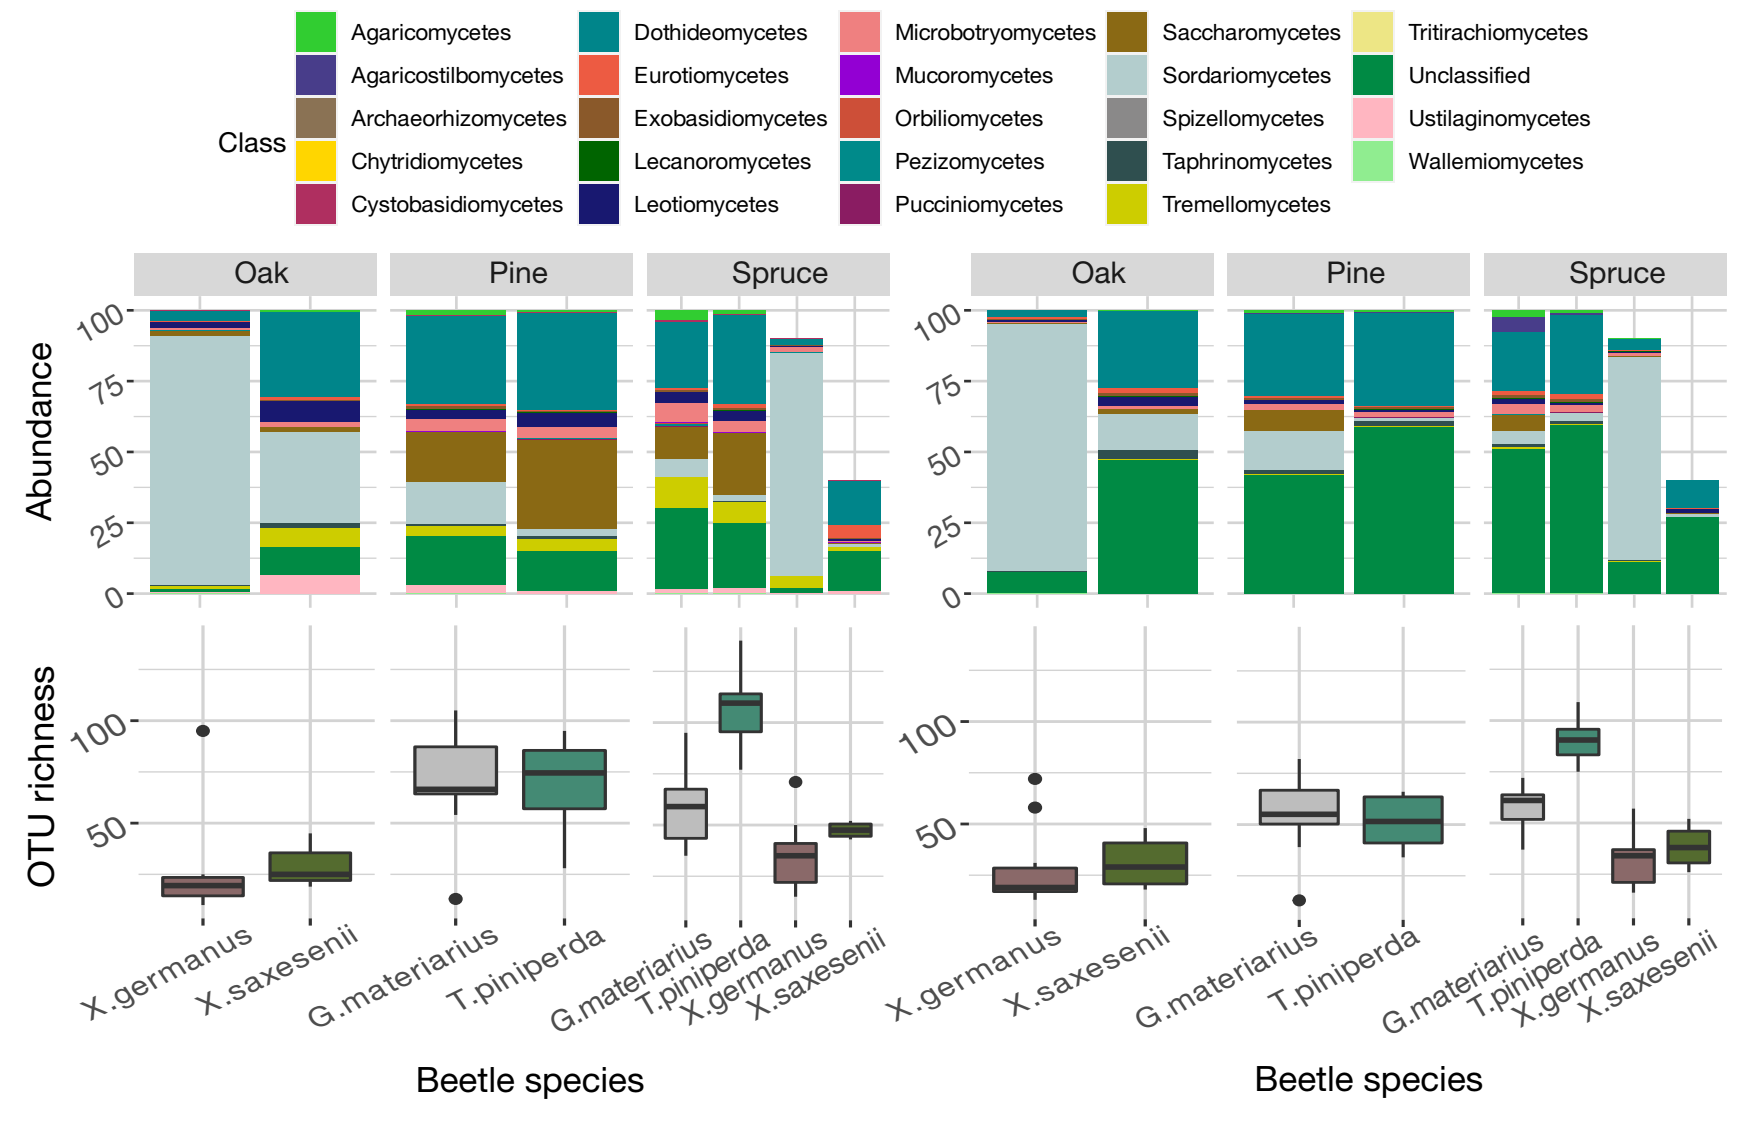 Class
Agaricomycetes Dothideomycetes Microbotryomycetes Saccharomycetes Tritirachiomycetes
Agaricostilbomycetes Eurotiomycetes Mucoromycetes Sordariomycetes Unclassified
Archaeorhizomycetes Exobasidiomycetes Orbiliomycetes Spizellomycetes Ustilaginomycetes
Chytridiomycetes Lecanoromycetes Pezizomycetes Taphrinomycetes Wallemiomycetes
Cystobasidiomycetes Leotiomycetes Pucciniomycetes Tremellomycetes
Oak Pine Spruce Oak Pine Spruce
Abundance
100 100
75 75
50 50
25 25
0 0
OTU richness
100 100
50 50
X.germanus X.saxesenii G.materiarius T.piniperda G.materiarius T.piniperda X.germanus X.saxesenii X.germanus X.saxesenii G.materiarius T.piniperda G.materiarius T.piniperda X.germanus X.saxesenii
Beetle species Beetle species